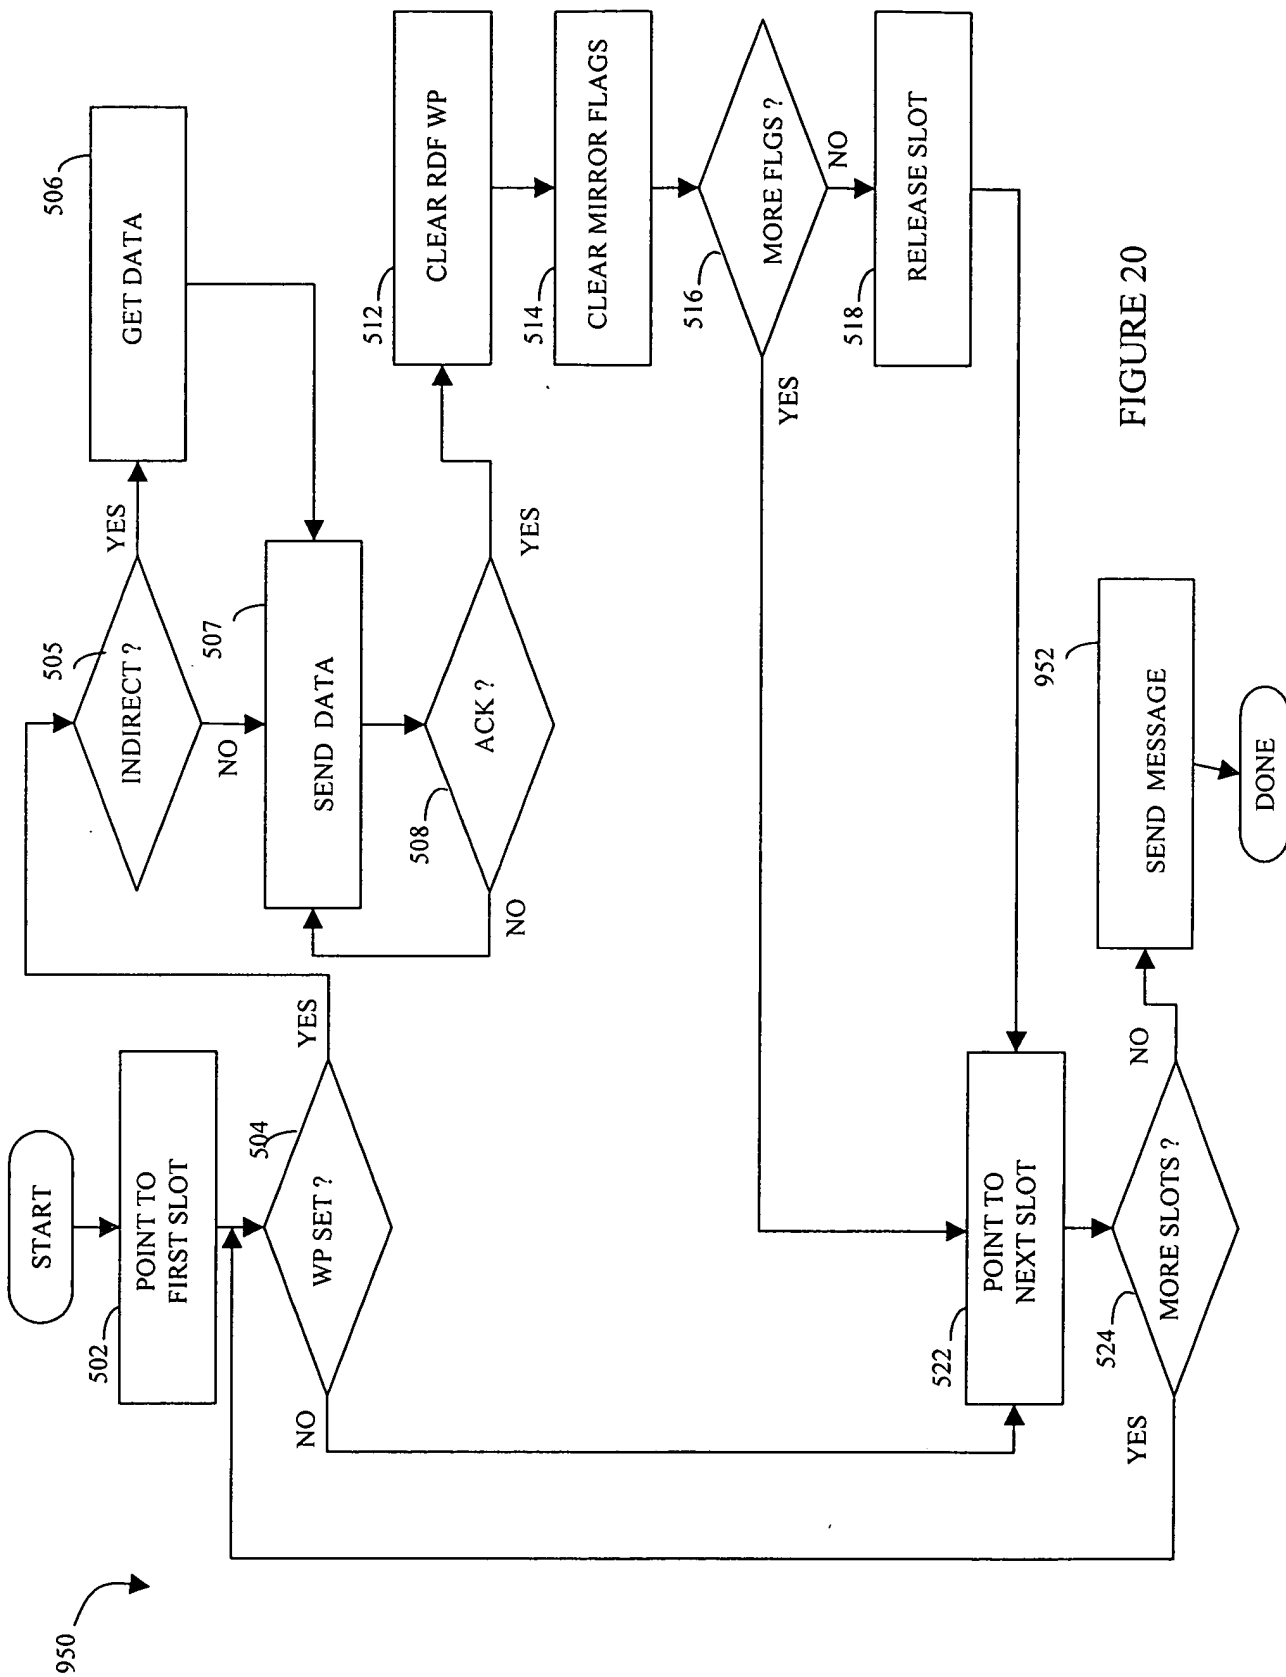 950
START
502
POINT TO
FIRST SLOT
504
WP SET ?
YES
NO
505
INDIRECT ?
YES
NO
506
GET DATA
507
SEND DATA
508
ACK ?
NO
YES
512
CLEAR RDF WP
514
CLEAR MIRROR FLAGS
516
MORE FLGS ?
YES
NO
518
RELEASE SLOT
522
POINT TO
NEXT SLOT
524
MORE SLOTS ?
YES
NO
952
SEND MESSAGE
DONE
FIGURE 20